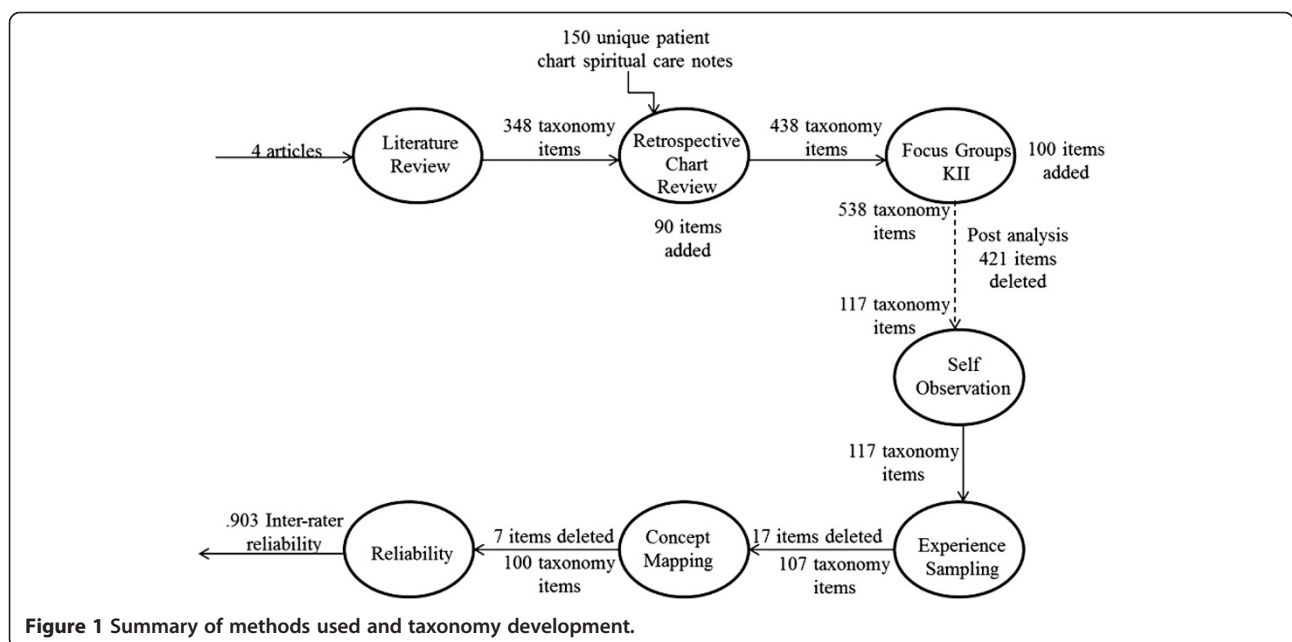 150 unique patient
chart spiritual care notes
4 articles
Literature
Review
348 taxonomy
items
Retrospective
Chart
Review
90 items
added
438 taxonomy
items
Focus Groups
KII
100 items
added
538 taxonomy
items
Post analysis
421 items
deleted
117 taxonomy
items
Self
Observation
117 taxonomy
items
Experience
Sampling
17 items deleted
107 taxonomy
items
Concept
Mapping
7 items deleted
100 taxonomy
items
Reliability
.903 Inter-rater
reliability
Figure 1 Summary of methods used and taxonomy development.